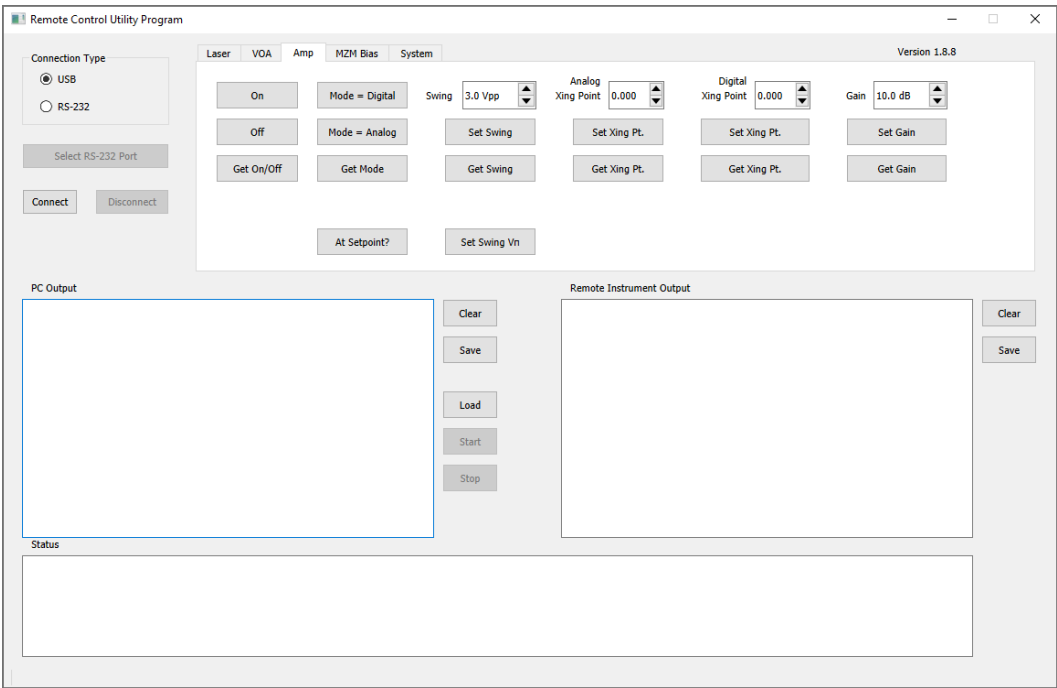 Remote Control Utility Program
Connection Type
USB
RS-232
Select RS-232 Port
Connect
Disconnect
Laser VOA Amp MZM Bias System
Version 1.8.8
On
Mode = Digital
Swing 3.0 Vpp
Analog
Xing Point 0.000
Digital
Xing Point 0.000
Gain 10.0 dB
Off
Mode = Analog
Set Swing
Set Xing Pt.
Set Xing Pt.
Set Gain
Get On/Off
Get Mode
Get Swing
Get Xing Pt.
Get Xing Pt.
Get Gain
At Setpoint?
Set Swing Vπ
PC Output
Clear
Save
Load
Start
Stop
Remote Instrument Output
Clear
Save
Status